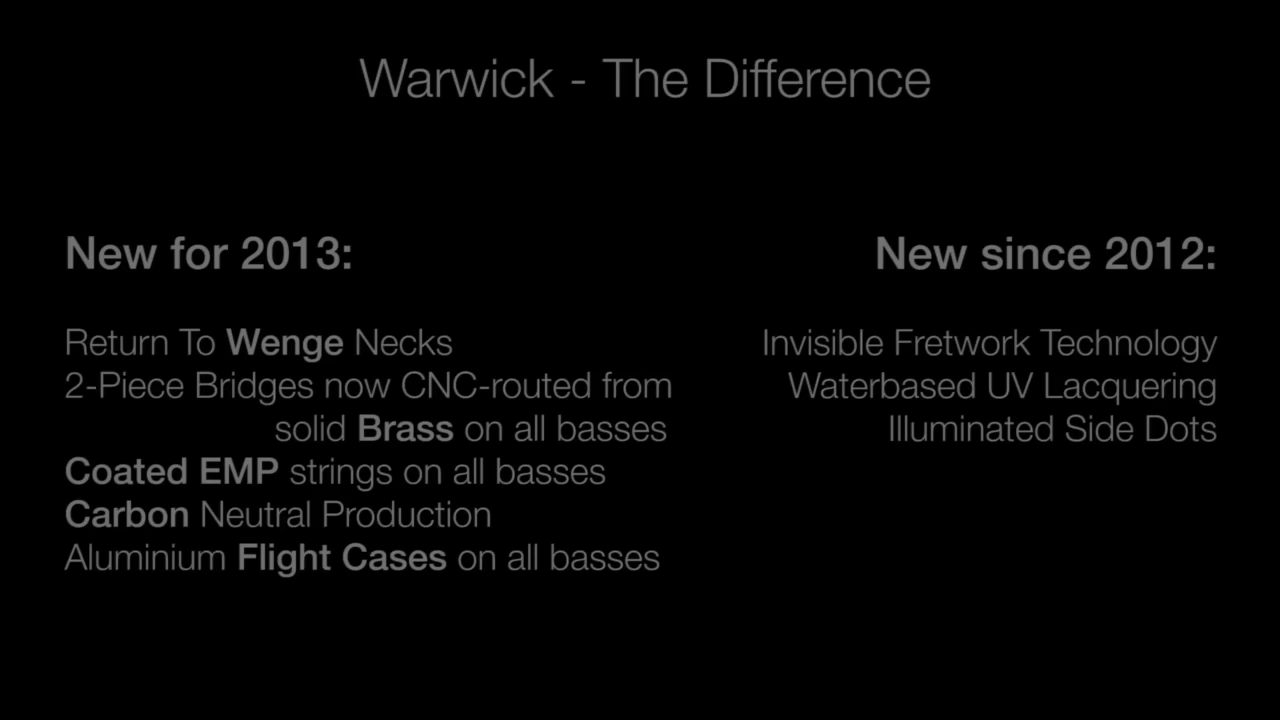 Warwick - The Difference
New for 2013:
Return To Wenge Necks
2-Piece Bridges now CNC-routed from
solid Brass on all basses
Coated EMP strings on all basses
Carbon Neutral Production
Aluminium Flight Cases on all basses
New since 2012:
Invisible Fretwork Technology
Waterbased UV Lacquering
Illuminated Side Dots